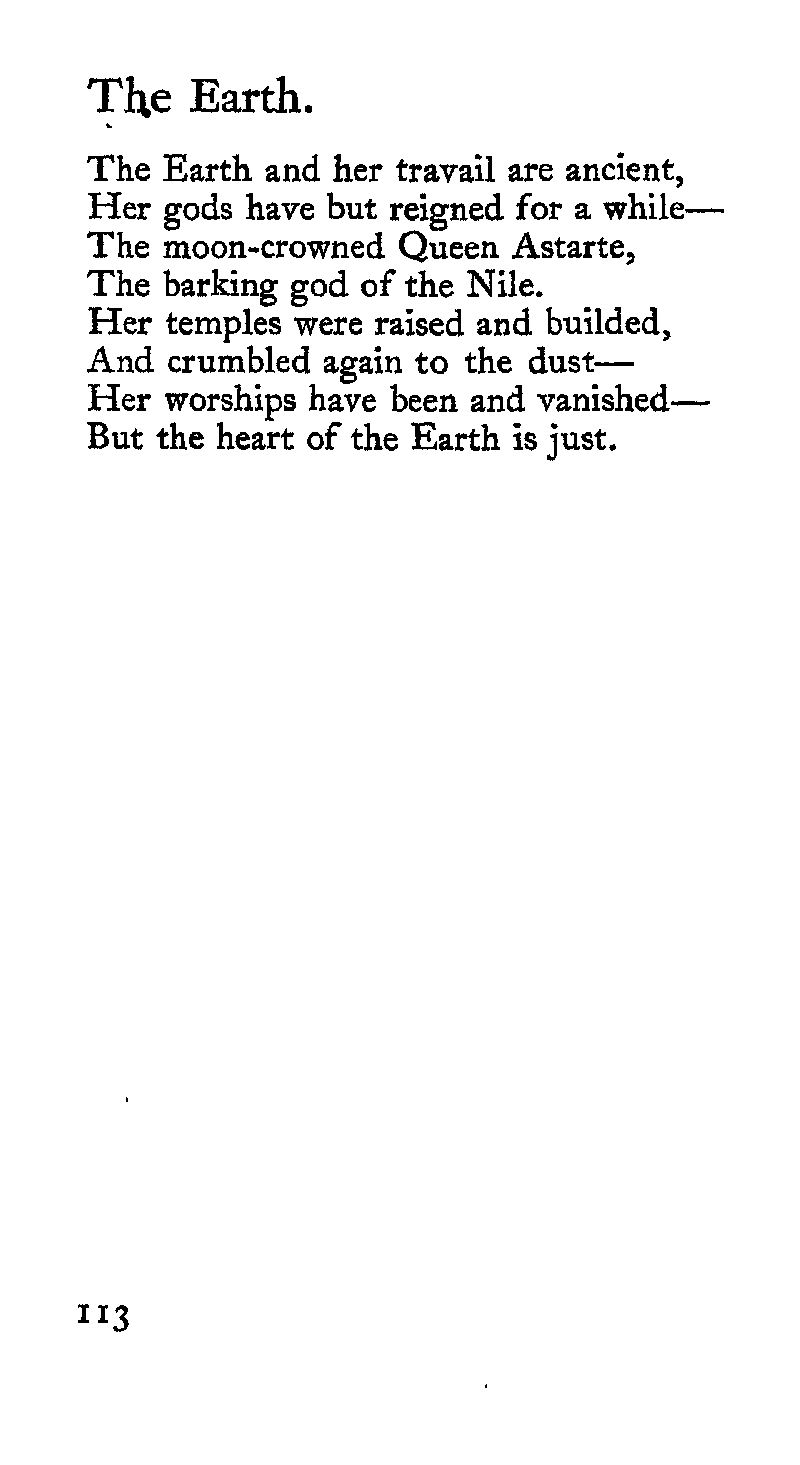 The Earth.
The Earth and her travail are ancient,
Her gods have but reigned for a while—
The moon-crowned Queen Astarte,
The barking god of the Nile.
Her temples were raised and builded,
And crumbled again to the dust—
Her worships have been and vanished—
But the heart of the Earth is just.
113